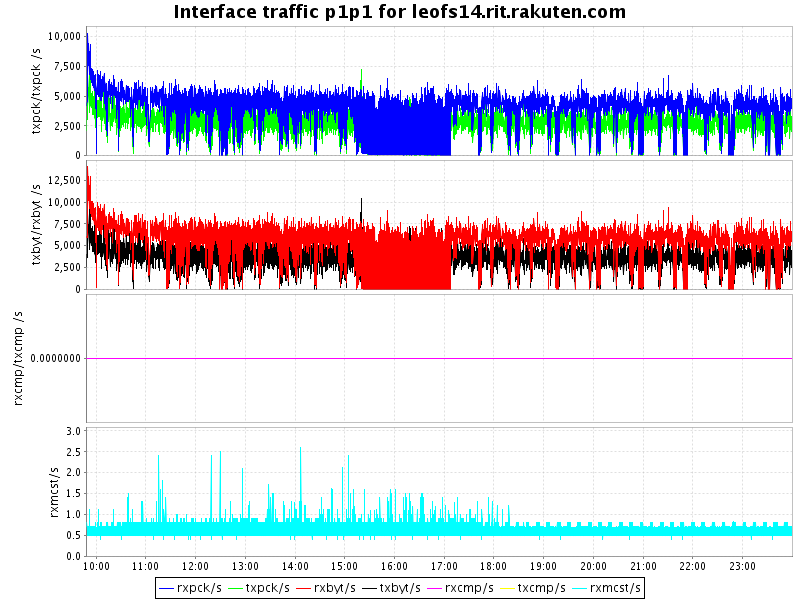 Interface traffic p1p1 for leofs14.rit.rakuten.com
txpck/txpck /s
10,000
7,500
5,000
2,500
0
txbyt/rxbyt /s
12,500
10,000
7,500
5,000
2,500
0
rxcmp/txcmp /s
0.0000000
rxmcst/s
3.0
2.5
2.0
1.5
1.0
0.5
0.0
10:00 11:00 12:00 13:00 14:00 15:00 16:00 17:00 18:00 19:00 20:00 21:00 22:00 23:00
rxpck/s txpck/s rxbyt/s txbyt/s rxcmp/s txcmp/s rxmcst/s